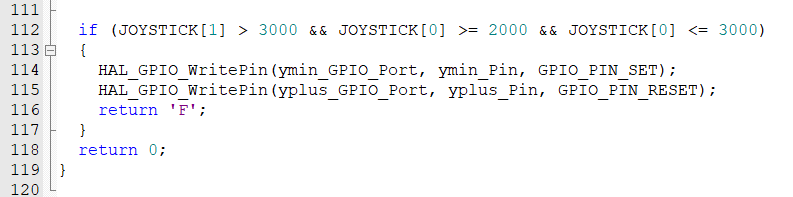 111
112 if (JOYSTICK[1] > 3000 && JOYSTICK[0] >= 2000 && JOYSTICK[0] <= 3000)
113 {
114 HAL_GPIO_WritePin(ymin_GPIO_Port, ymin_Pin, GPIO_PIN_SET);
115 HAL_GPIO_WritePin(yplus_GPIO_Port, yplus_Pin, GPIO_PIN_RESET);
116 return 'F';
117 }
118 return 0;
119 }
120